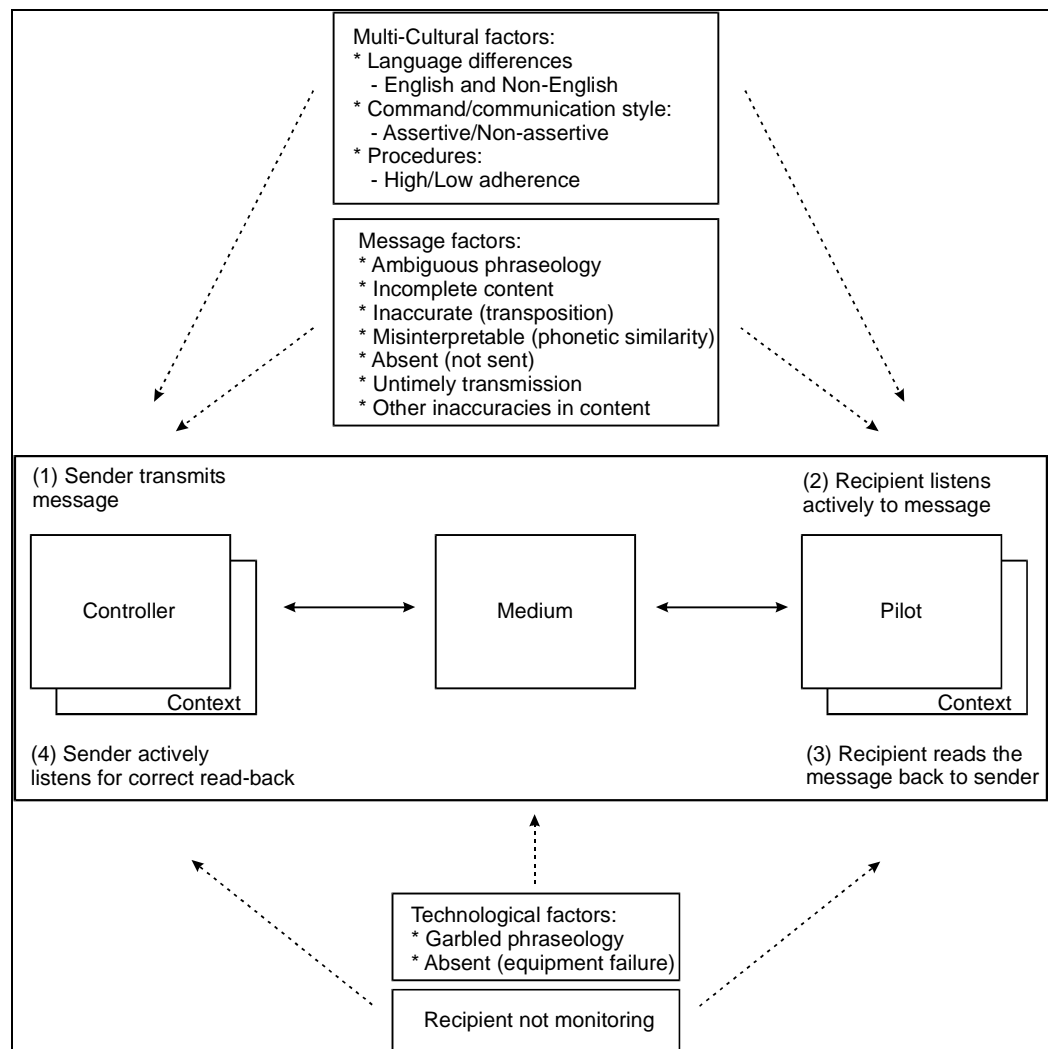 Multi-Cultural factors:
* Language differences
- English and Non-English
* Command/communication style:
- Assertive/Non-assertive
* Procedures:
- High/Low adherence
Message factors:
* Ambiguous phraseology
* Incomplete content
* Inaccurate (transposition)
* Misinterpretable (phonetic similarity)
* Absent (not sent)
* Untimely transmission
* Other inaccuracies in content
(1) Sender transmits
message
(2) Recipient listens
actively to message
Controller
Context
Medium
Pilot
Context
(4) Sender actively
listens for correct read-back
(3) Recipient reads the
message back to sender
Technological factors:
* Garbled phraseology
* Absent (equipment failure)
Recipient not monitoring